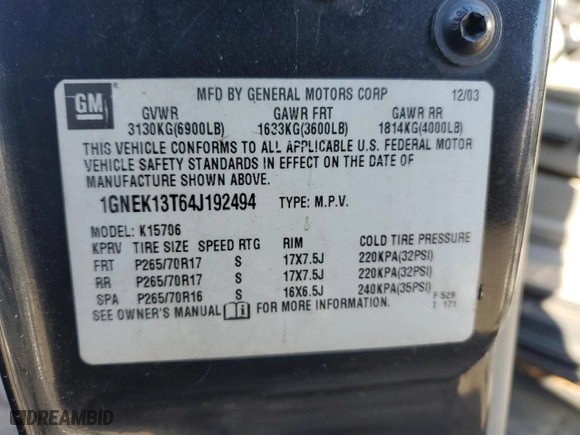 GM
MFD BY GENERAL MOTORS CORP 12/03
GVWR GAWR FRT GAWR RR
3130KG(6900LB) 1633KG(3600LB) 1814KG(4000LB)
THIS VEHICLE CONFORMS TO ALL APPLICABLE U.S. FEDERAL MOTOR
VEHICLE SAFETY STANDARDS IN EFFECT ON THE DATE OF
MANUFACTURE SHOWN ABOVE.
1GNEK13T64J192494 TYPE: M.P.V.
MODEL: K15706
KPRV TIRE SIZE SPEED RTG RIM COLD TIRE PRESSURE
FRT P265/70R17 S 17X7.5J 220KPA(32PSI)
RR P265/70R17 S 17X7.5J 220KPA(32PSI)
SPA P265/70R16 S 16X6.5J 240KPA(35PSI)
SEE OWNER'S MANUAL FOR MORE INFORMATION.
F 529
T 171
DREAMBID